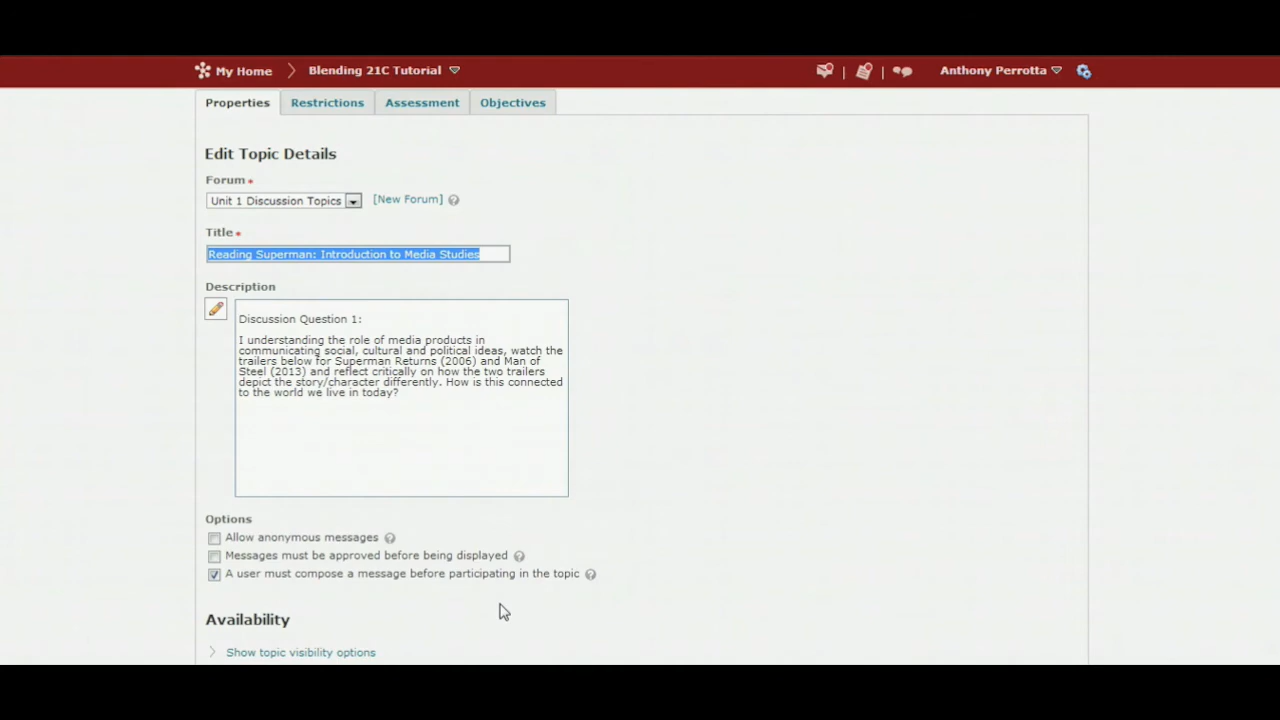 My Home Blending 21C Tutorial Anthony Perrotta
Properties Restrictions Assessment Objectives
Edit Topic Details
Forum *
Unit 1 Discussion Topics [New Forum] ?
Title *
Reading Superman: Introduction to Media Studies
Description
Discussion Question 1:
I understanding the role of media products in
communicating social, cultural and political ideas, watch the
trailers below for Superman Returns (2006) and Man of
Steel (2013) and reflect critically on how the two trailers
depict the story/character differently. How is this connected
to the world we live in today?
Options
Allow anonymous messages ?
Messages must be approved before being displayed ?
A user must compose a message before participating in the topic ?
Availability
Show topic visibility options